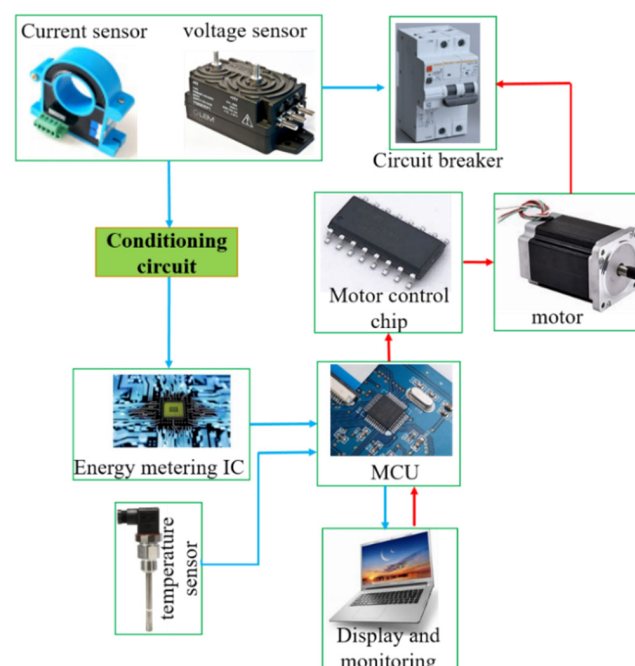 Current sensor
voltage sensor
Circuit breaker
Conditioning
circuit
Motor control
chip
motor
Energy metering IC
MCU
temperature
sensor
Display and
monitoring